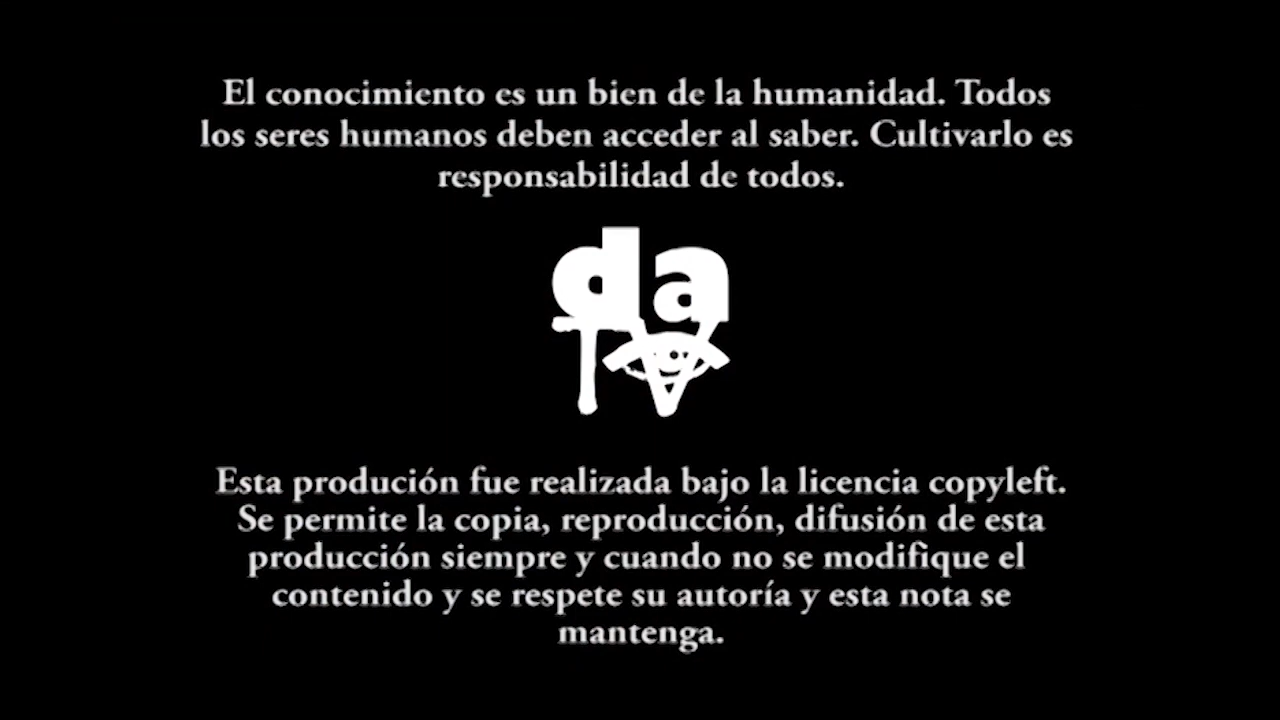 El conocimiento es un bien de la humanidad. Todos
los seres humanos deben acceder al saber. Cultivarlo es
responsabilidad de todos.
da
TV
Esta produción fue realizada bajo la licencia copyleft.
Se permite la copia, reproducción, difusión de esta
producción siempre y cuando no se modifique el
contenido y se respete su autoría y esta nota se
mantenga.